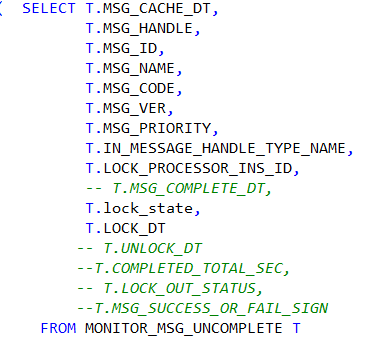 ( SELECT T.MSG_CACHE_DT,
T.MSG_HANDLE,
T.MSG_ID,
T.MSG_NAME,
T.MSG_CODE,
T.MSG_VER,
T.MSG_PRIORITY,
T.IN_MESSAGE_HANDLE_TYPE_NAME,
T.LOCK_PROCESSOR_INS_ID,
-- T.MSG_COMPLETE_DT,
T.lock_state,
T.LOCK_DT
-- T.UNLOCK_DT
--T.COMPLETED_TOTAL_SEC,
-- T.LOCK_OUT_STATUS,
--T.MSG_SUCCESS_OR_FAIL_SIGN
FROM MONITOR_MSG_UNCOMPLETE T